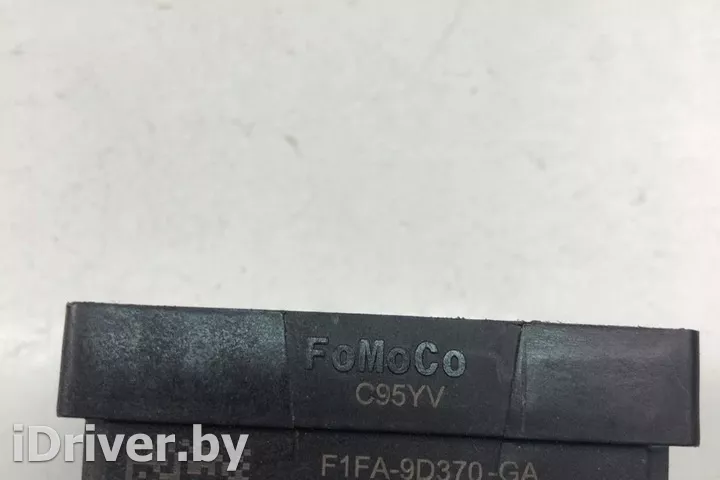 FoMoCo
C95YV
iDriver.by
F1FA-9D370-GA